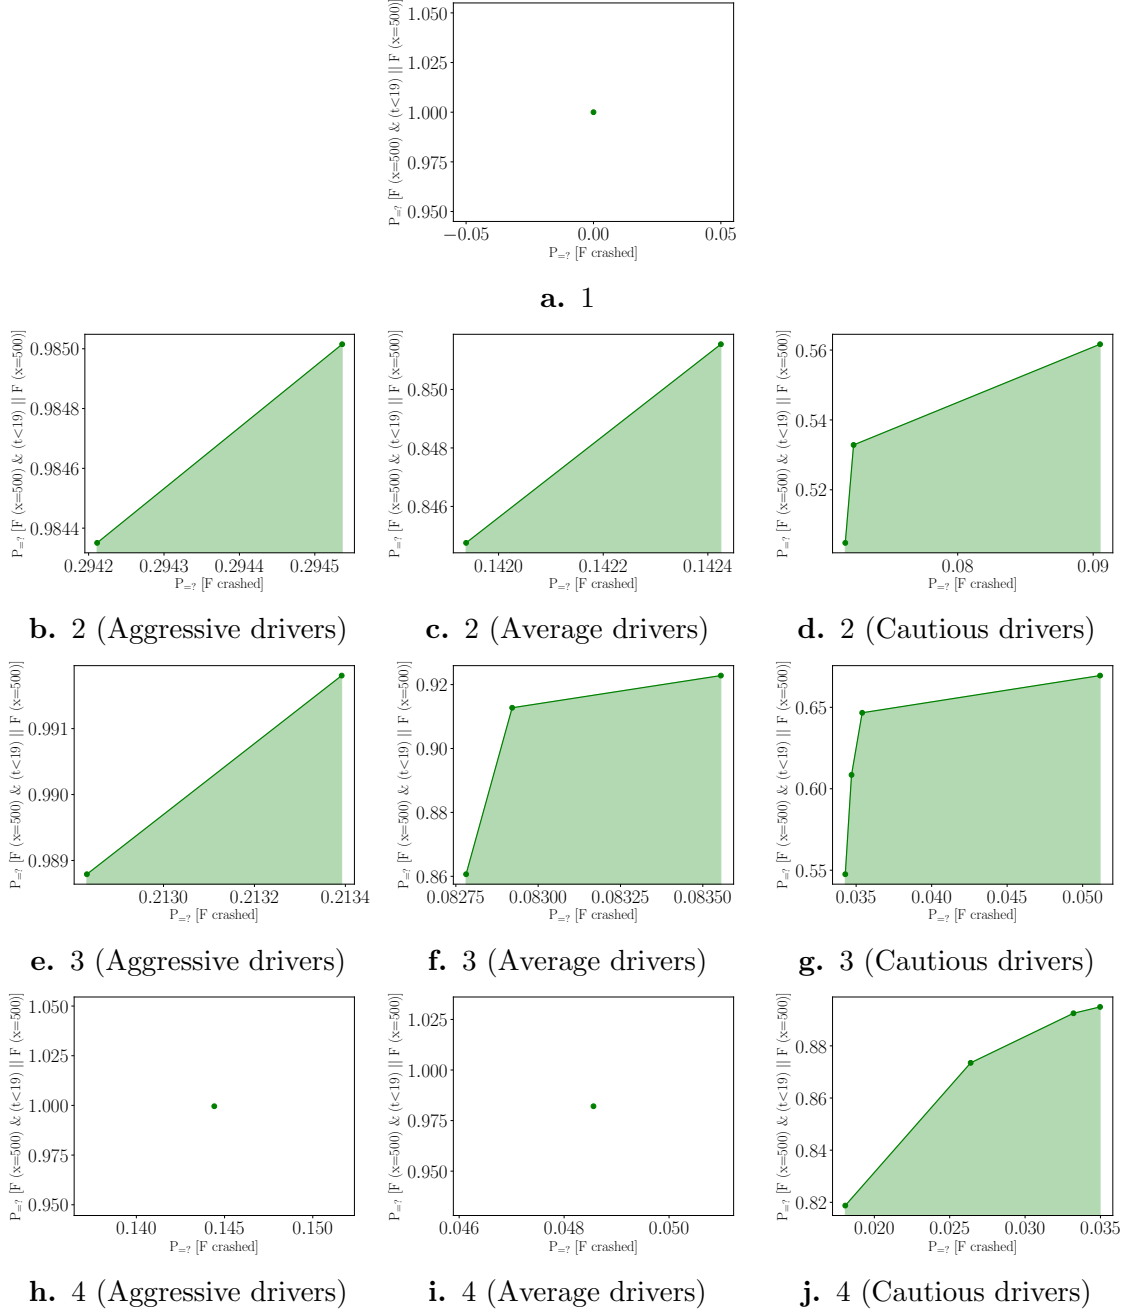 P=? [F (x=500) & (t<19) || F (x=500)]
1.050
1.025
1.000
0.975
0.950
−0.05
0.00
0.05
P=? [F crashed]
a. 1
P=? [F (x=500) & (t<19) || F (x=500)]
0.9850
0.9848
0.9846
0.9844
0.2942
0.2943
0.2944
0.2945
P=? [F crashed]
b. 2 (Aggressive drivers)
P=? [F (x=500) & (t<19) || F (x=500)]
0.850
0.848
0.846
0.1420
0.1422
0.1424
P=? [F crashed]
c. 2 (Average drivers)
P=? [F (x=500) & (t<19) || F (x=500)]
0.56
0.54
0.52
0.08
0.09
P=? [F crashed]
d. 2 (Cautious drivers)
P=? [F (x=500) & (t<19) || F (x=500)]
0.991
0.990
0.989
0.2130
0.2132
0.2134
P=? [F crashed]
e. 3 (Aggressive drivers)
P=? [F (x=500) & (t<19) || F (x=500)]
0.92
0.90
0.88
0.86
0.08275
0.08300
0.08325
0.08350
P=? [F crashed]
f. 3 (Average drivers)
P=? [F (x=500) & (t<19) || F (x=500)]
0.65
0.60
0.55
0.035
0.040
0.045
0.050
P=? [F crashed]
g. 3 (Cautious drivers)
P=? [F (x=500) & (t<19) || F (x=500)]
1.050
1.025
1.000
0.975
0.950
0.140
0.145
0.150
P=? [F crashed]
h. 4 (Aggressive drivers)
P=? [F (x=500) & (t<19) || F (x=500)]
1.025
1.000
0.975
0.950
0.046
0.048
0.050
P=? [F crashed]
i. 4 (Average drivers)
P=? [F (x=500) & (t<19) || F (x=500)]
0.88
0.86
0.84
0.82
0.020
0.025
0.030
0.035
P=? [F crashed]
j. 4 (Cautious drivers)